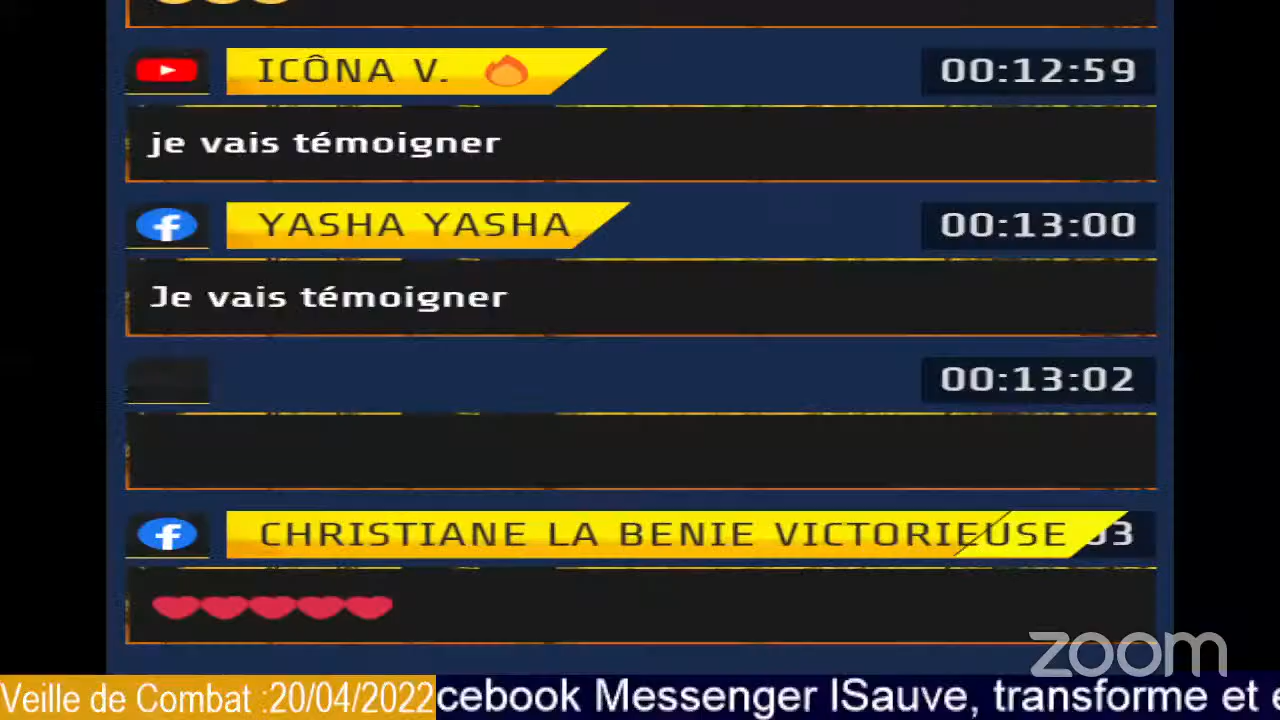 ICÔNA V.
00:12:59
je vais témoigner
YASHA YASHA
00:13:00
Je vais témoigner
00:13:02
CHRISTIANE LA BENIE VICTORIEUSE
03
zoom
Veille de Combat :20/04/2022
cebook Messenger ISauve, transforme et